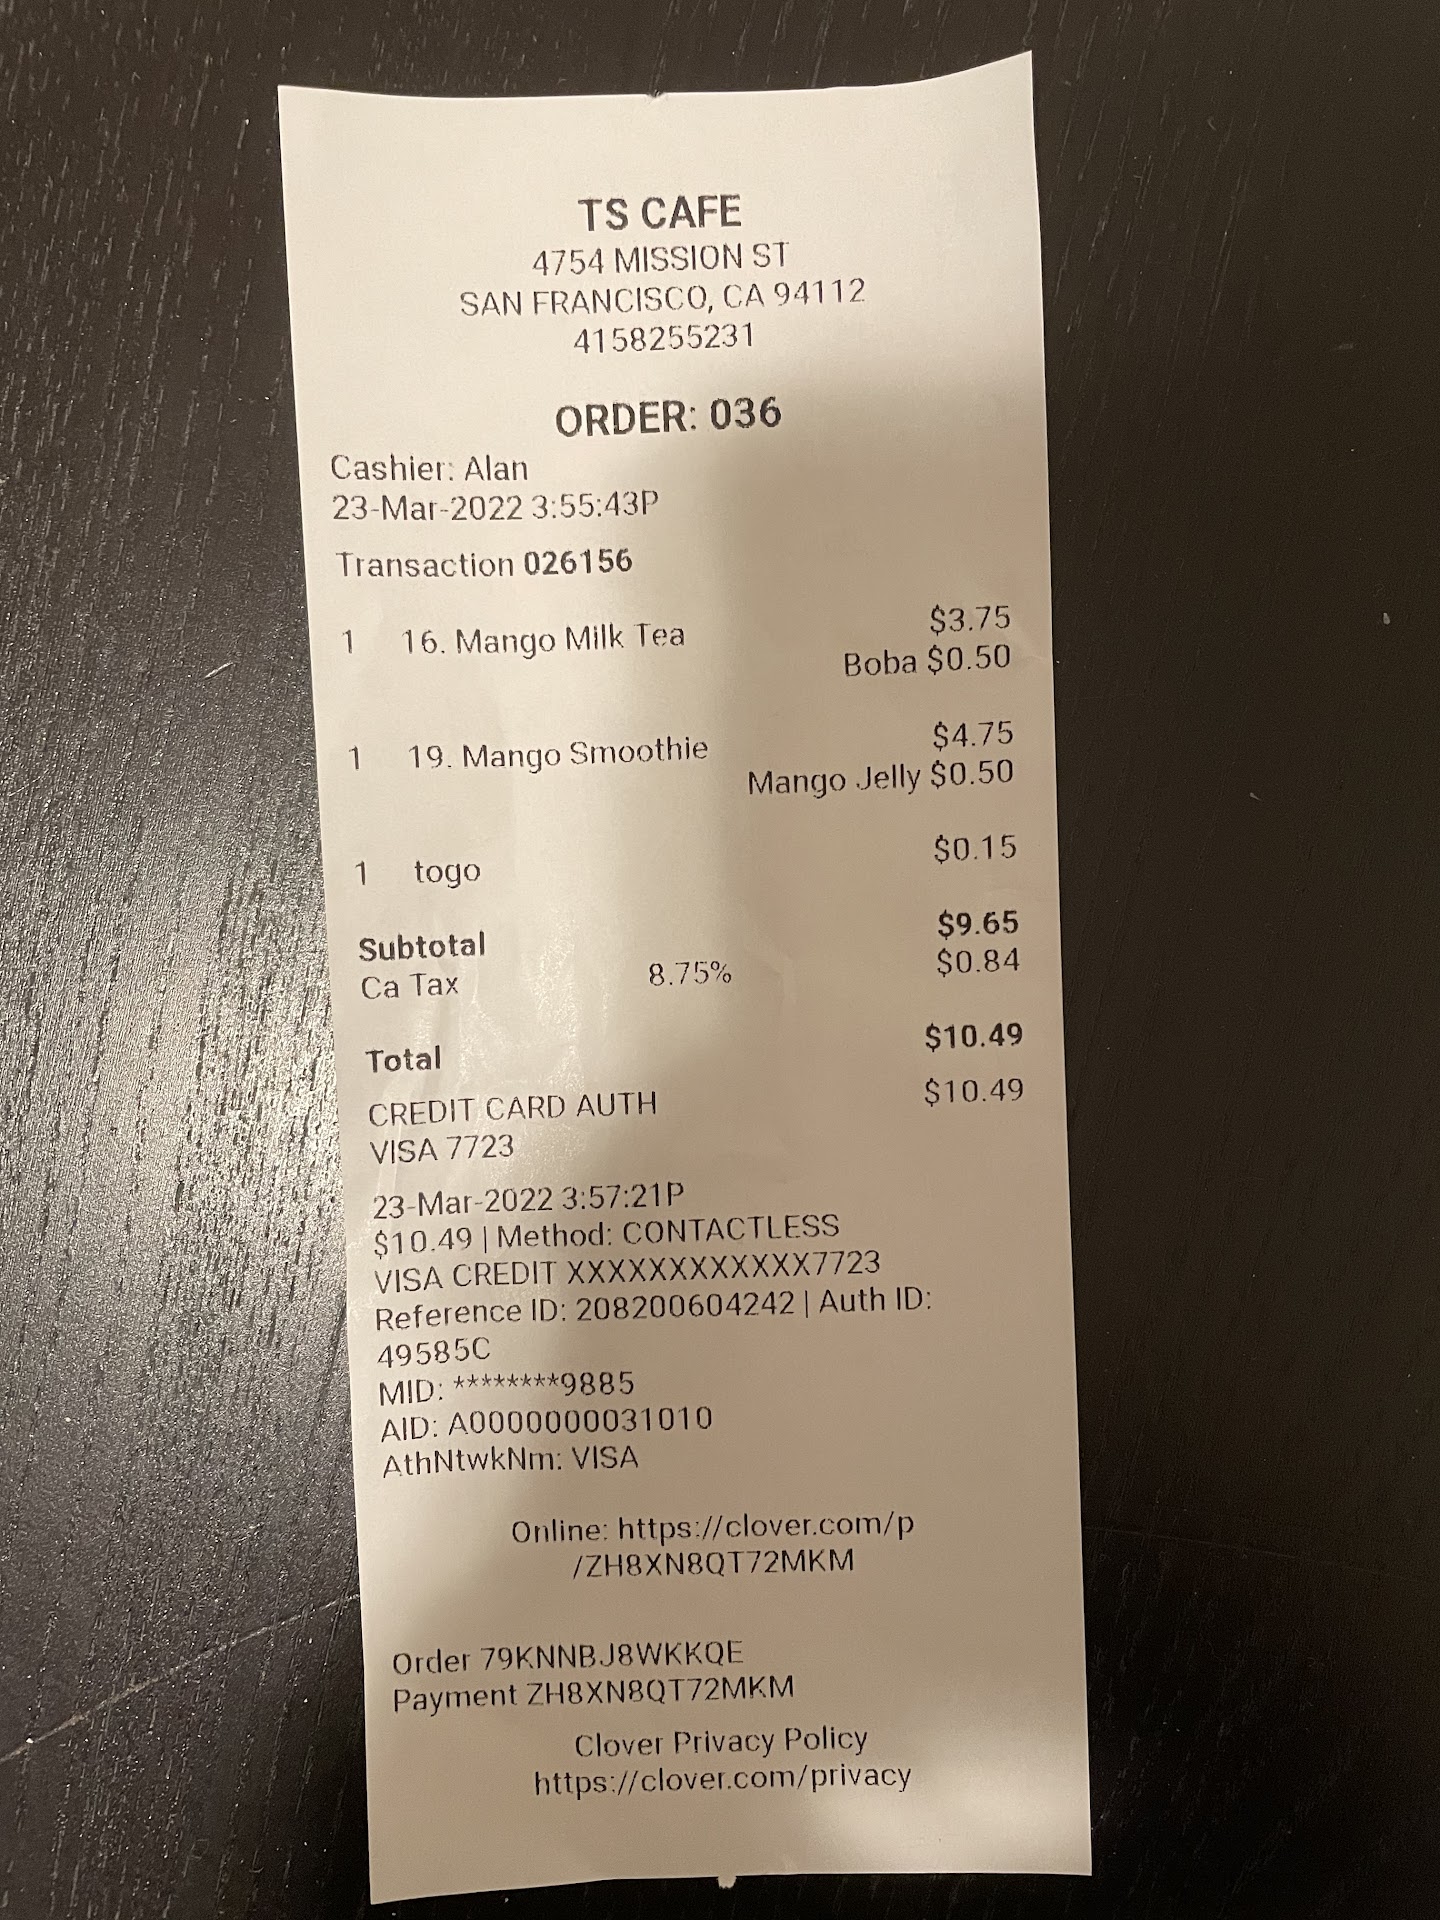 TS CAFE
4754 MISSION ST
SAN FRANCISCO, CA 94112
4158255231
ORDER: 036
Cashier: Alan
23-Mar-2022 3:55:43P
Transaction 026156
1 16. Mango Milk Tea $3.75
Boba $0.50
1 19. Mango Smoothie $4.75
Mango Jelly $0.50
1 togo $0.15
Subtotal $9.65
Ca Tax 8.75% $0.84
Total $10.49
CREDIT CARD AUTH $10.49
VISA 7723
23-Mar-2022 3:57:21P
$10.49 | Method: CONTACTLESS
VISA CREDIT XXXXXXXXXXXX7723
Reference ID: 208200604242 | Auth ID:
49585C
MID: ********9885
AID: A0000000031010
AthNtwkNm: VISA
Online: https://clover.com/p
/ZH8XN8QT72MKM
Order 79KNNBJ8WKKQE
Payment ZH8XN8QT72MKM
Clover Privacy Policy
https://clover.com/privacy